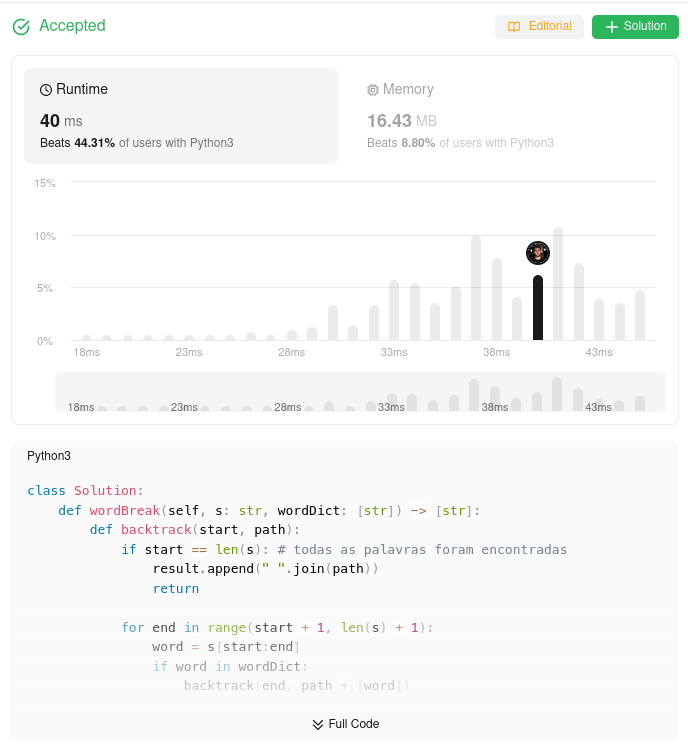 Accepted
Editorial
Solution
Runtime
Memory
40 ms
16.43 MB
Beats 44.31% of users with Python3
Beats 8.80% of users with Python3
15%
10%
5%
0%
18ms 23ms 28ms 33ms 38ms 43ms
18ms 23ms 28ms 33ms 38ms 43ms
Python3
class Solution:
    def wordBreak(self, s: str, wordDict: [str]) -> [str]:
        def backtrack(start, path):
            if start == len(s): # todas as palavras foram encontradas
                result.append(" ".join(path))
                return
            for end in range(start + 1, len(s) + 1):
                word = s[start:end]
                if word in wordDict:
                    backtrack(end, path + [word])
Full Code